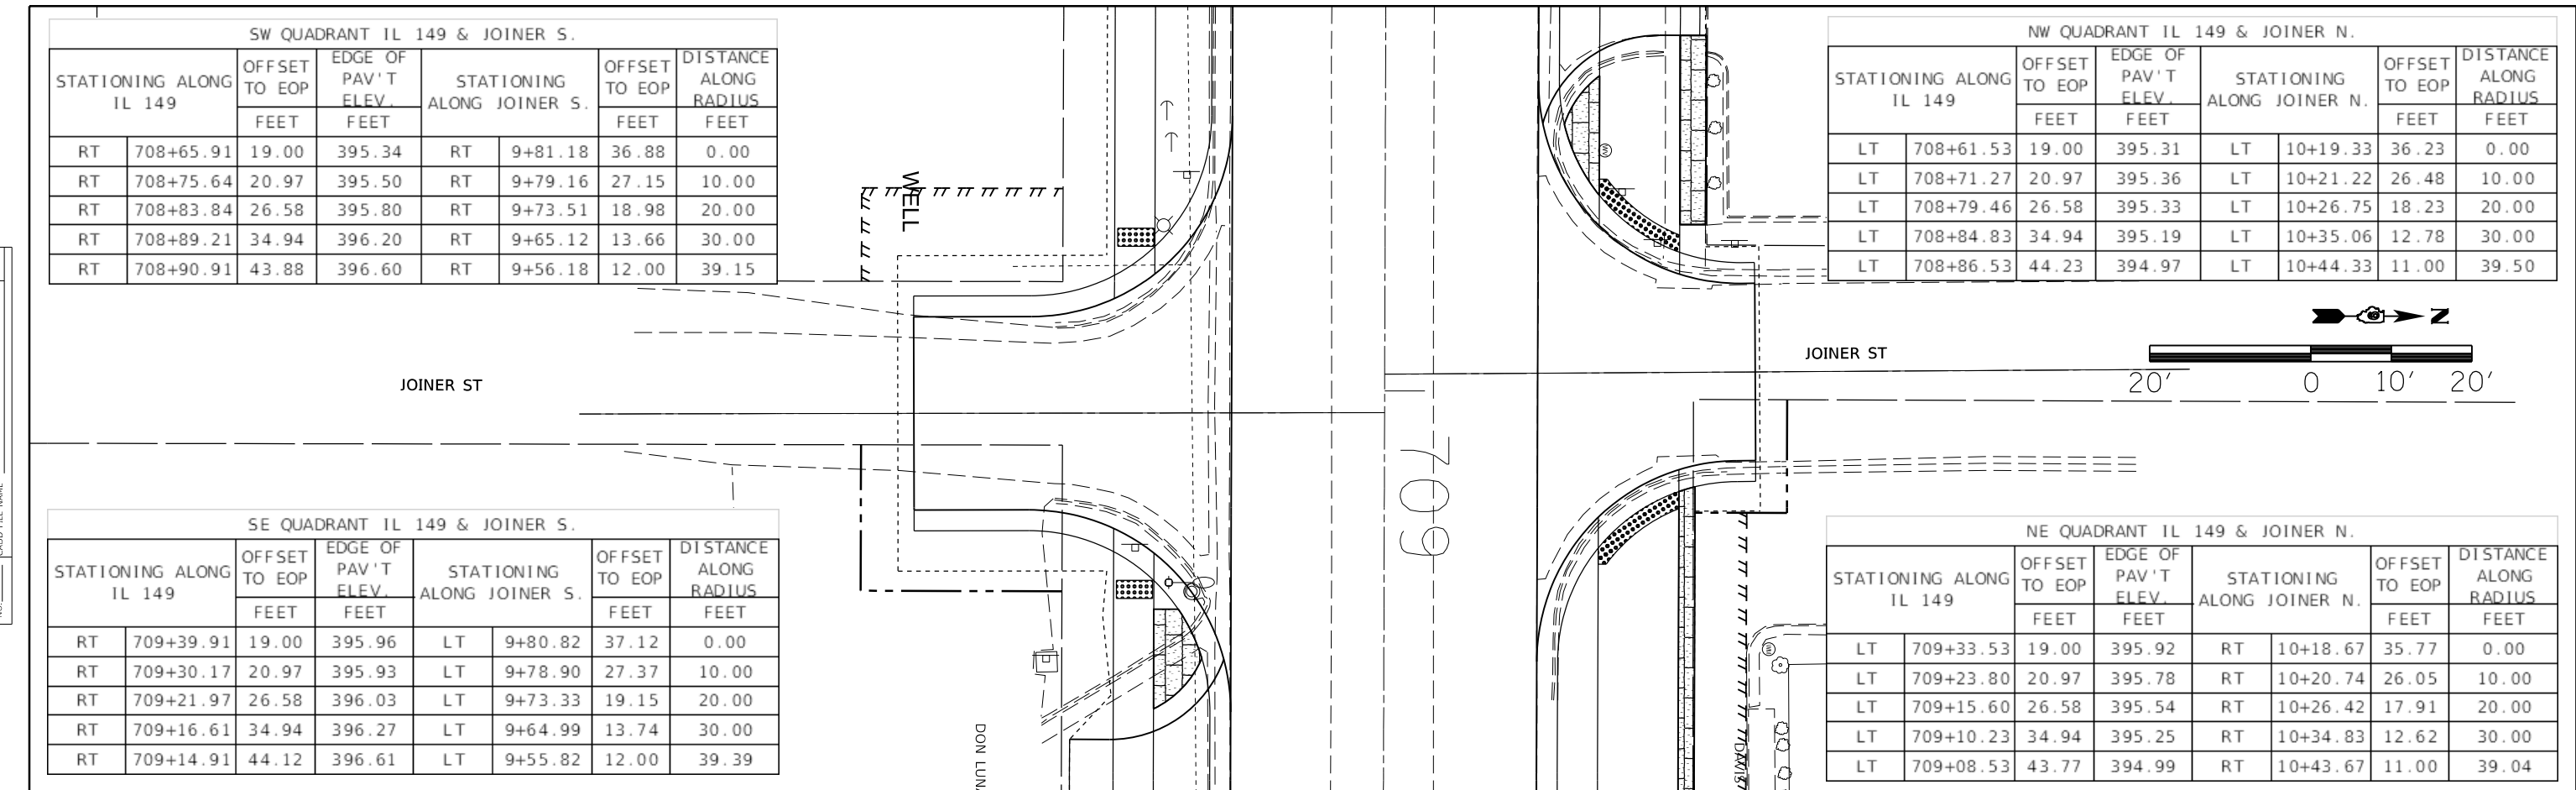 SW QUADRANT IL 149 & JOINER S.
STATIONING ALONG IL 149 OFFSET TO EOP EDGE OF PAV'T ELEV. STATIONING ALONG JOINER S. OFFSET TO EOP DISTANCE ALONG RADIUS
FEET FEET FEET FEET
RT 708+65.91 19.00 395.34 RT 9+81.18 36.88 0.00
RT 708+75.64 20.97 395.50 RT 9+79.16 27.15 10.00
RT 708+83.84 26.58 395.80 RT 9+73.51 18.98 20.00
RT 708+89.21 34.94 396.20 RT 9+65.12 13.66 30.00
RT 708+90.91 43.88 396.60 RT 9+56.18 12.00 39.15
WELL
NW QUADRANT IL 149 & JOINER N.
STATIONING ALONG IL 149 OFFSET TO EOP EDGE OF PAV'T ELEV. STATIONING ALONG JOINER N. OFFSET TO EOP DISTANCE ALONG RADIUS
FEET FEET FEET FEET
LT 708+61.53 19.00 395.31 LT 10+19.33 36.23 0.00
LT 708+71.27 20.97 395.36 LT 10+21.22 26.48 10.00
LT 708+79.46 26.58 395.33 LT 10+26.75 18.23 20.00
LT 708+84.83 34.94 395.19 LT 10+35.06 12.78 30.00
LT 708+86.53 44.23 394.97 LT 10+44.33 11.00 39.50
N
JOINER ST
20' 0 10' 20'
JOINER ST
709
SE QUADRANT IL 149 & JOINER S.
STATIONING ALONG IL 149 OFFSET TO EOP EDGE OF PAV'T ELEV. STATIONING ALONG JOINER S. OFFSET TO EOP DISTANCE ALONG RADIUS
FEET FEET FEET FEET
RT 709+39.91 19.00 395.96 LT 9+80.82 37.12 0.00
RT 709+30.17 20.97 395.93 LT 9+78.90 27.37 10.00
RT 709+21.97 26.58 396.03 LT 9+73.33 19.15 20.00
RT 709+16.61 34.94 396.27 LT 9+64.99 13.74 30.00
RT 709+14.91 44.12 396.61 LT 9+55.82 12.00 39.39
DON
DAVIS
NE QUADRANT IL 149 & JOINER N.
STATIONING ALONG IL 149 OFFSET TO EOP EDGE OF PAV'T ELEV. STATIONING ALONG JOINER N. OFFSET TO EOP DISTANCE ALONG RADIUS
FEET FEET FEET FEET
LT 709+33.53 19.00 395.92 RT 10+18.67 35.77 0.00
LT 709+23.80 20.97 395.78 RT 10+20.74 26.05 10.00
LT 709+15.60 26.58 395.54 RT 10+26.42 17.91 20.00
LT 709+10.23 34.94 395.25 RT 10+34.83 12.62 30.00
LT 709+08.53 43.77 394.99 RT 10+43.67 11.00 39.04